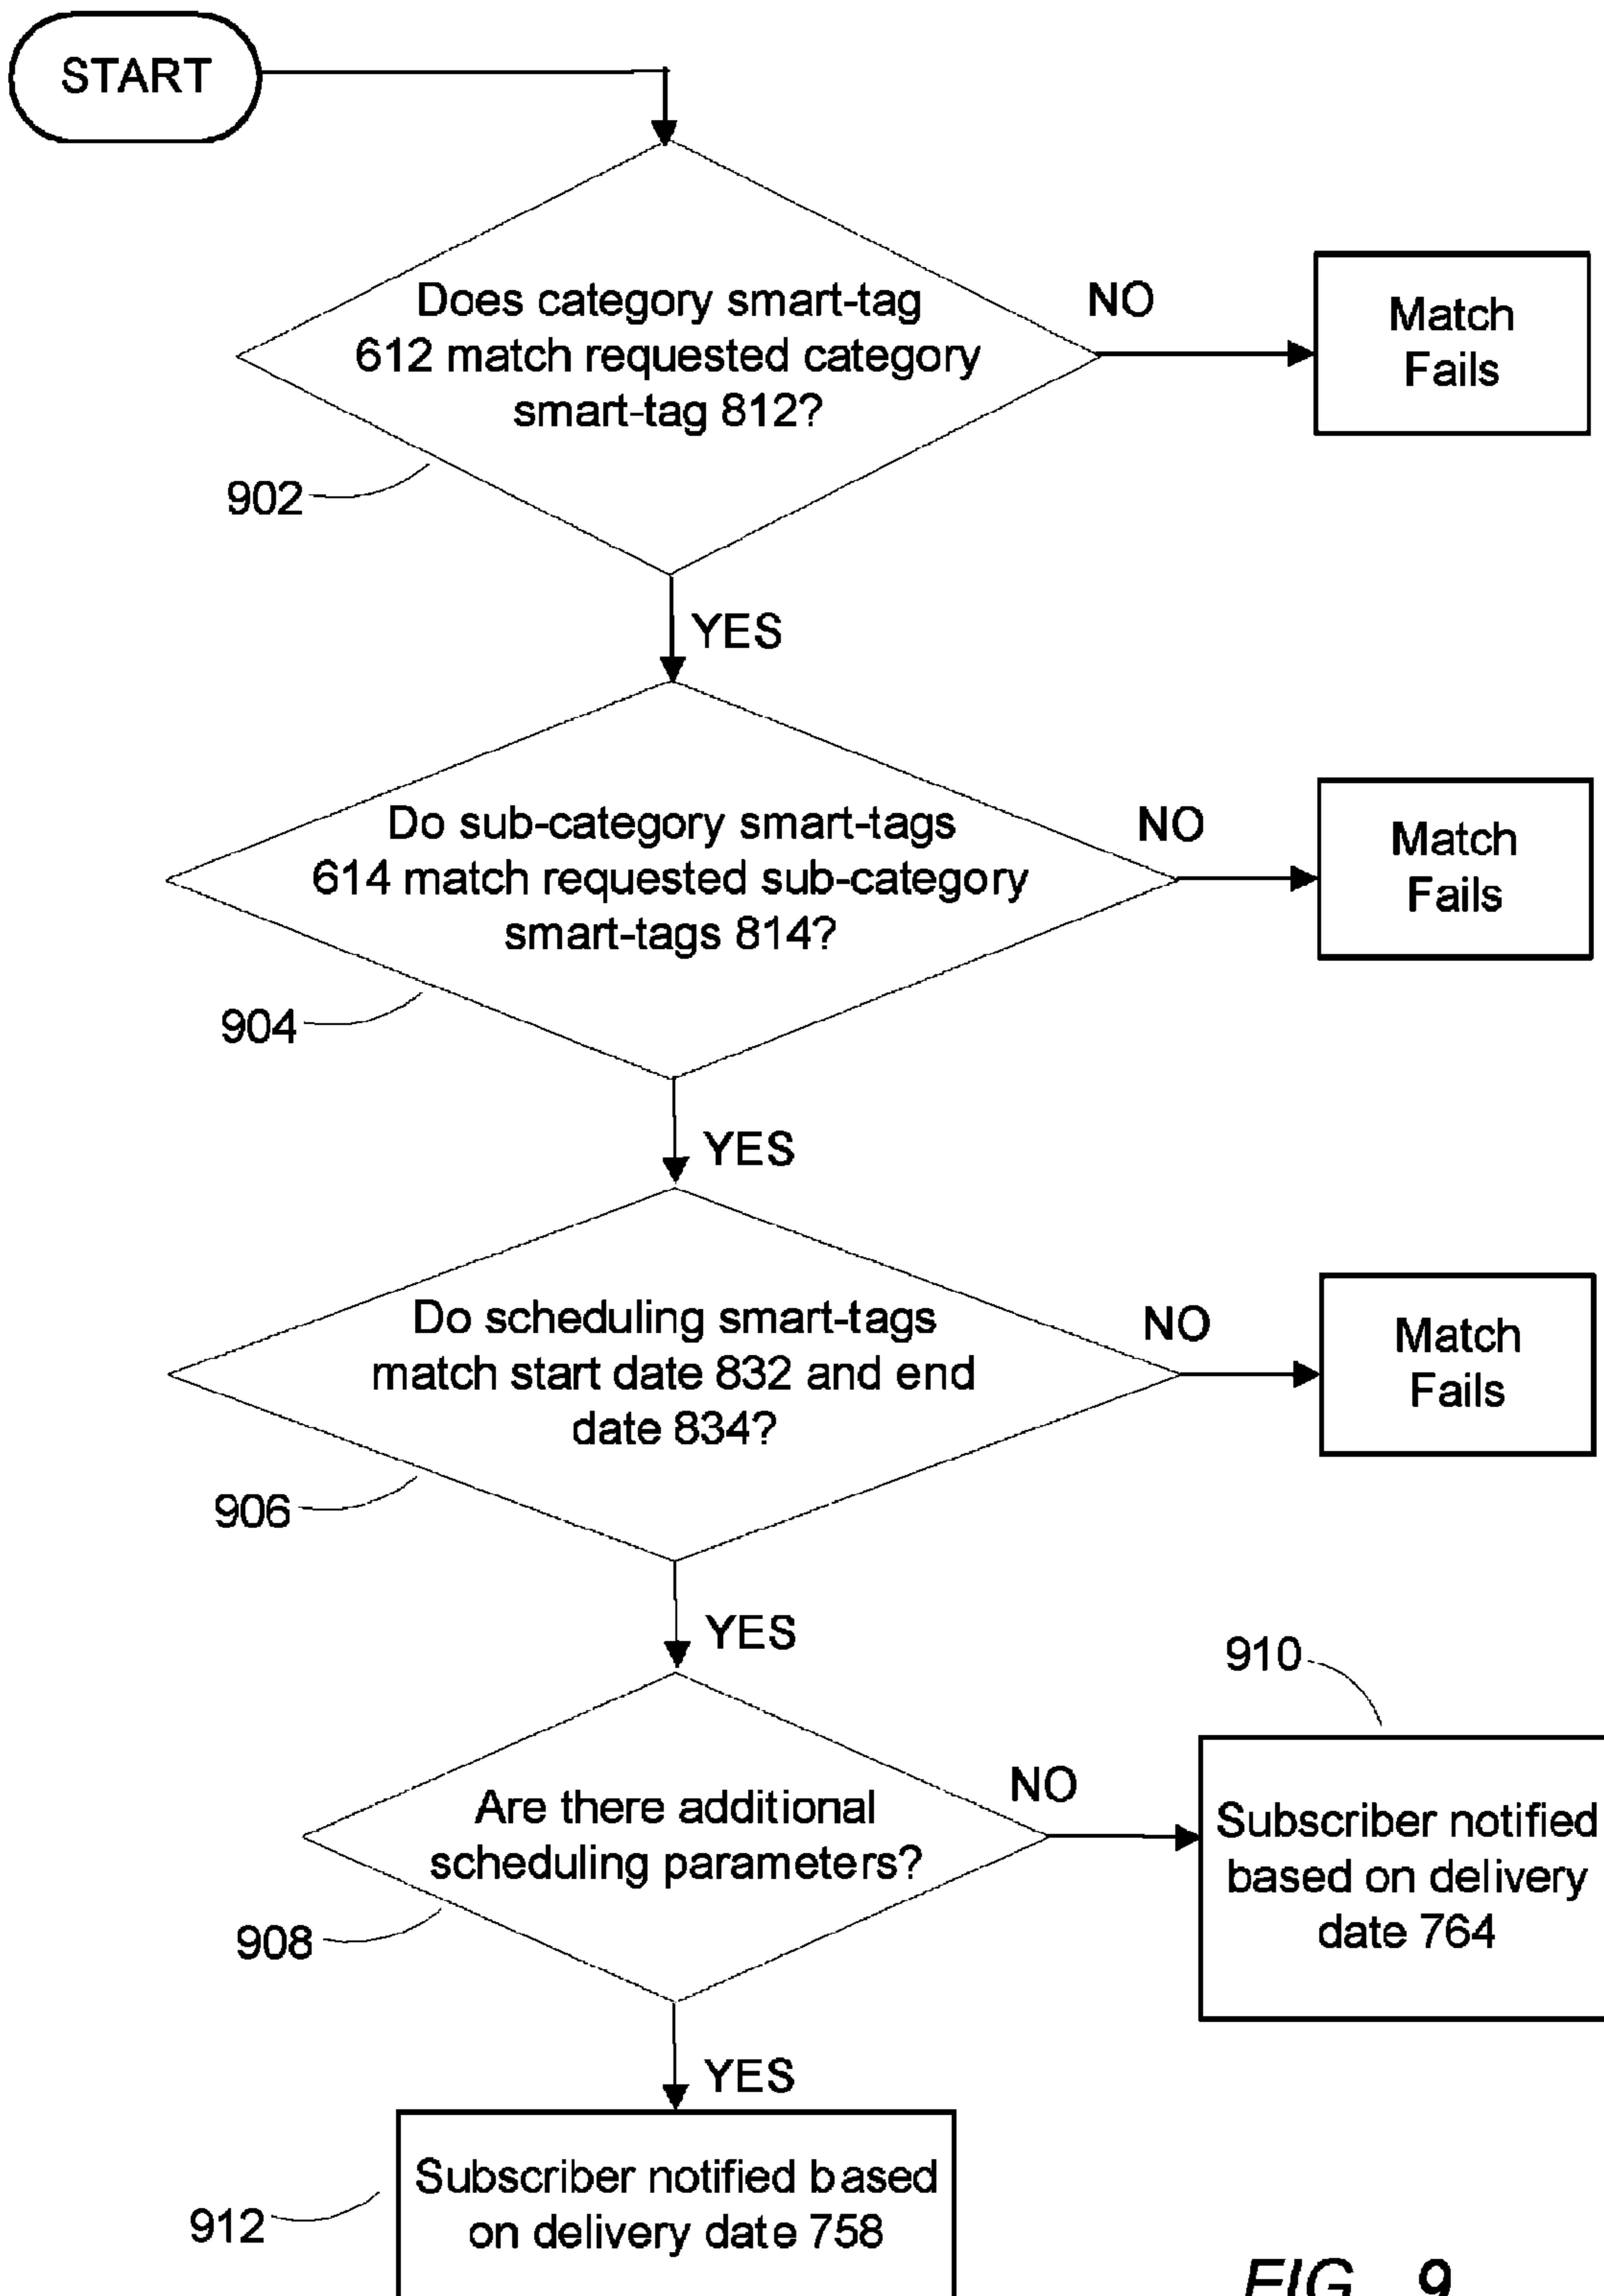 START
Does category smart-tag
612 match requested category
smart-tag 812?
NO
Match
Fails
902
YES
Do sub-category smart-tags
614 match requested sub-category
smart-tags 814?
NO
Match
Fails
904
YES
Do scheduling smart-tags
match start date 832 and end
date 834?
NO
Match
Fails
906
YES
910
Are there additional
scheduling parameters?
NO
Subscriber notified
based on delivery
date 764
908
YES
Subscriber notified based
on delivery date 758
912
FIG. 9